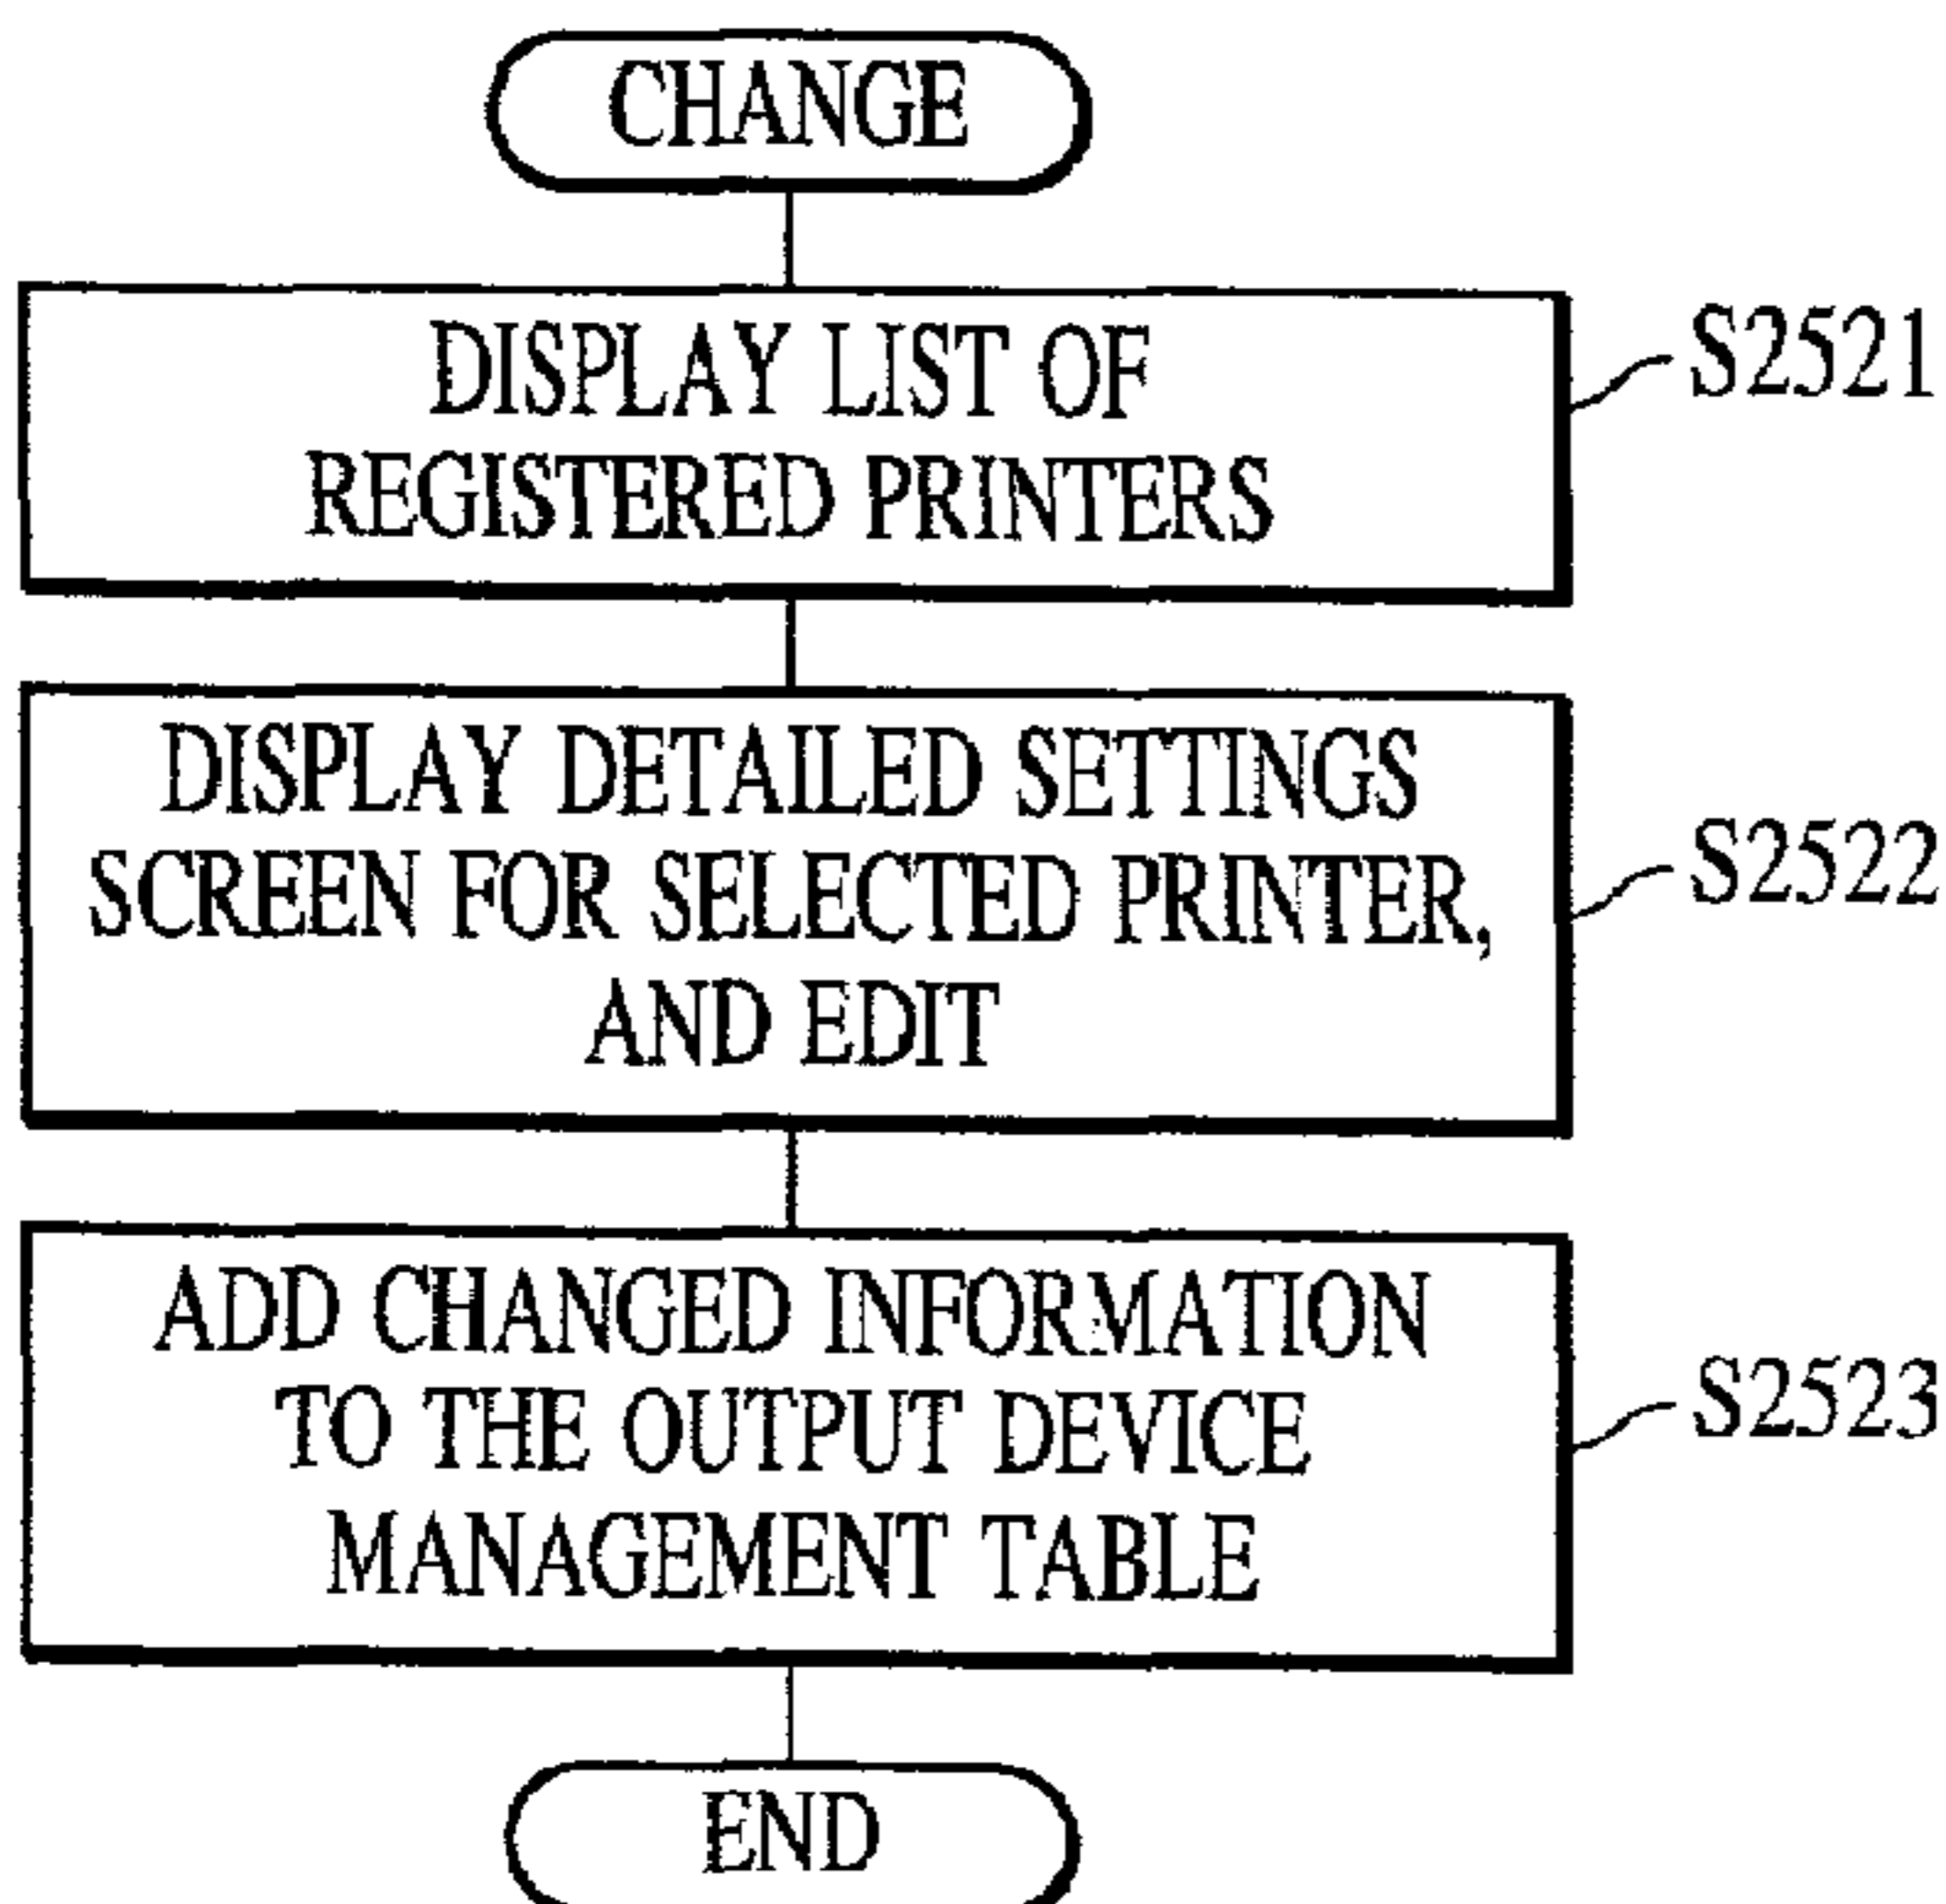 CHANGE
DISPLAY LIST OF
REGISTERED PRINTERS
S2521
DISPLAY DETAILED SETTINGS
SCREEN FOR SELECTED PRINTER,
AND EDIT
S2522
ADD CHANGED INFORMATION
TO THE OUTPUT DEVICE
MANAGEMENT TABLE
S2523
END